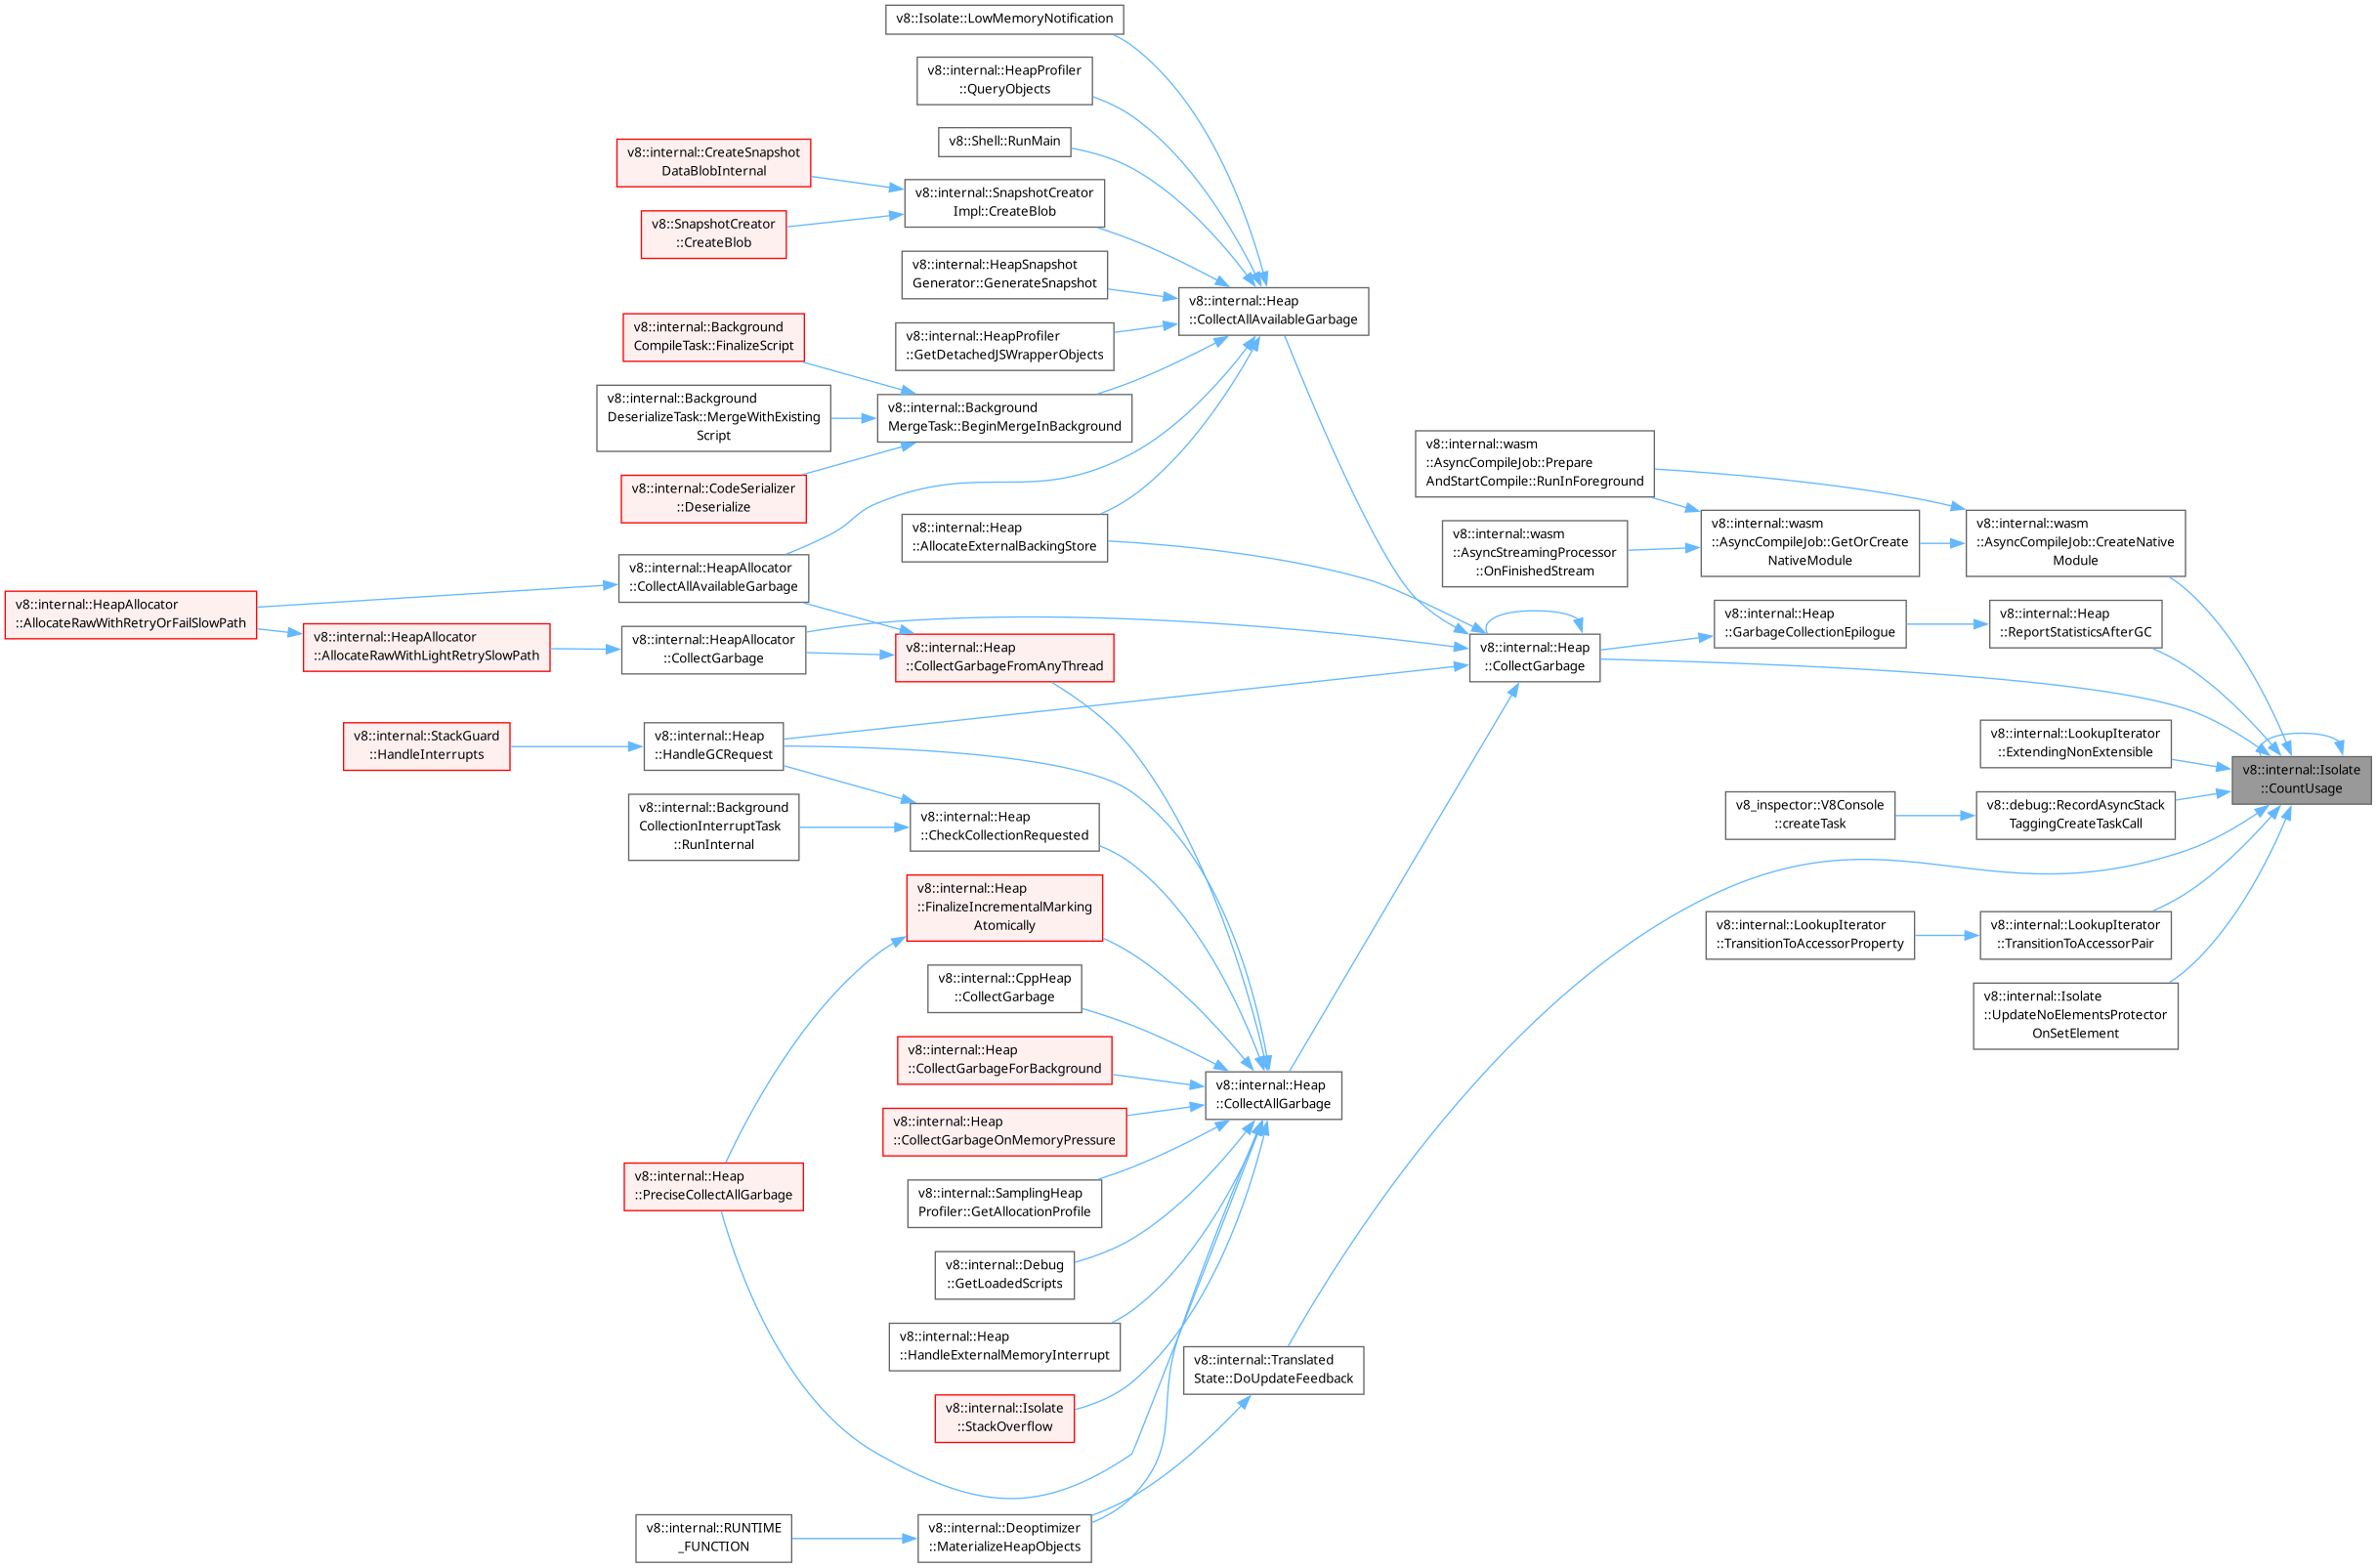 v8::Isolate::LowMemoryNotification
v8::internal::HeapProfiler
::QueryObjects
v8::Shell::RunMain
v8::internal::CreateSnapshot
DataBlobInternal
v8::internal::SnapshotCreator
Impl::CreateBlob
v8::SnapshotCreator
::CreateBlob
v8::internal::HeapSnapshot
Generator::GenerateSnapshot
v8::internal::Heap
::CollectAllAvailableGarbage
v8::internal::Background
CompileTask::FinalizeScript
v8::internal::HeapProfiler
::GetDetachedJSWrapperObjects
v8::internal::Background
DeserializeTask::MergeWithExisting
Script
v8::internal::Background
MergeTask::BeginMergeInBackground
v8::internal::CodeSerializer
::Deserialize
v8::internal::wasm
::AsyncCompileJob::Prepare
AndStartCompile::RunInForeground
v8::internal::Heap
::AllocateExternalBackingStore
v8::internal::wasm
::AsyncStreamingProcessor
::OnFinishedStream
v8::internal::wasm
::AsyncCompileJob::GetOrCreate
NativeModule
v8::internal::wasm
::AsyncCompileJob::CreateNative
Module
v8::internal::HeapAllocator
::CollectAllAvailableGarbage
v8::internal::HeapAllocator
::AllocateRawWithRetryOrFailSlowPath
v8::internal::HeapAllocator
::AllocateRawWithLightRetrySlowPath
v8::internal::HeapAllocator
::CollectGarbage
v8::internal::Heap
::CollectGarbageFromAnyThread
v8::internal::Heap
::CollectGarbage
v8::internal::Heap
::GarbageCollectionEpilogue
v8::internal::Heap
::ReportStatisticsAfterGC
v8::internal::StackGuard
::HandleInterrupts
v8::internal::Heap
::HandleGCRequest
v8::internal::LookupIterator
::ExtendingNonExtensible
v8::internal::Isolate
::CountUsage
v8::internal::Background
CollectionInterruptTask
::RunInternal
v8::internal::Heap
::CheckCollectionRequested
v8_inspector::V8Console
::createTask
v8::debug::RecordAsyncStack
TaggingCreateTaskCall
v8::internal::Heap
::FinalizeIncrementalMarking
Atomically
v8::internal::LookupIterator
::TransitionToAccessorProperty
v8::internal::LookupIterator
::TransitionToAccessorPair
v8::internal::CppHeap
::CollectGarbage
v8::internal::Isolate
::UpdateNoElementsProtector
OnSetElement
v8::internal::Heap
::CollectGarbageForBackground
v8::internal::Heap
::CollectAllGarbage
v8::internal::Heap
::CollectGarbageOnMemoryPressure
v8::internal::Heap
::PreciseCollectAllGarbage
v8::internal::SamplingHeap
Profiler::GetAllocationProfile
v8::internal::Debug
::GetLoadedScripts
v8::internal::Heap
::HandleExternalMemoryInterrupt
v8::internal::Translated
State::DoUpdateFeedback
v8::internal::Isolate
::StackOverflow
v8::internal::RUNTIME
_FUNCTION
v8::internal::Deoptimizer
::MaterializeHeapObjects